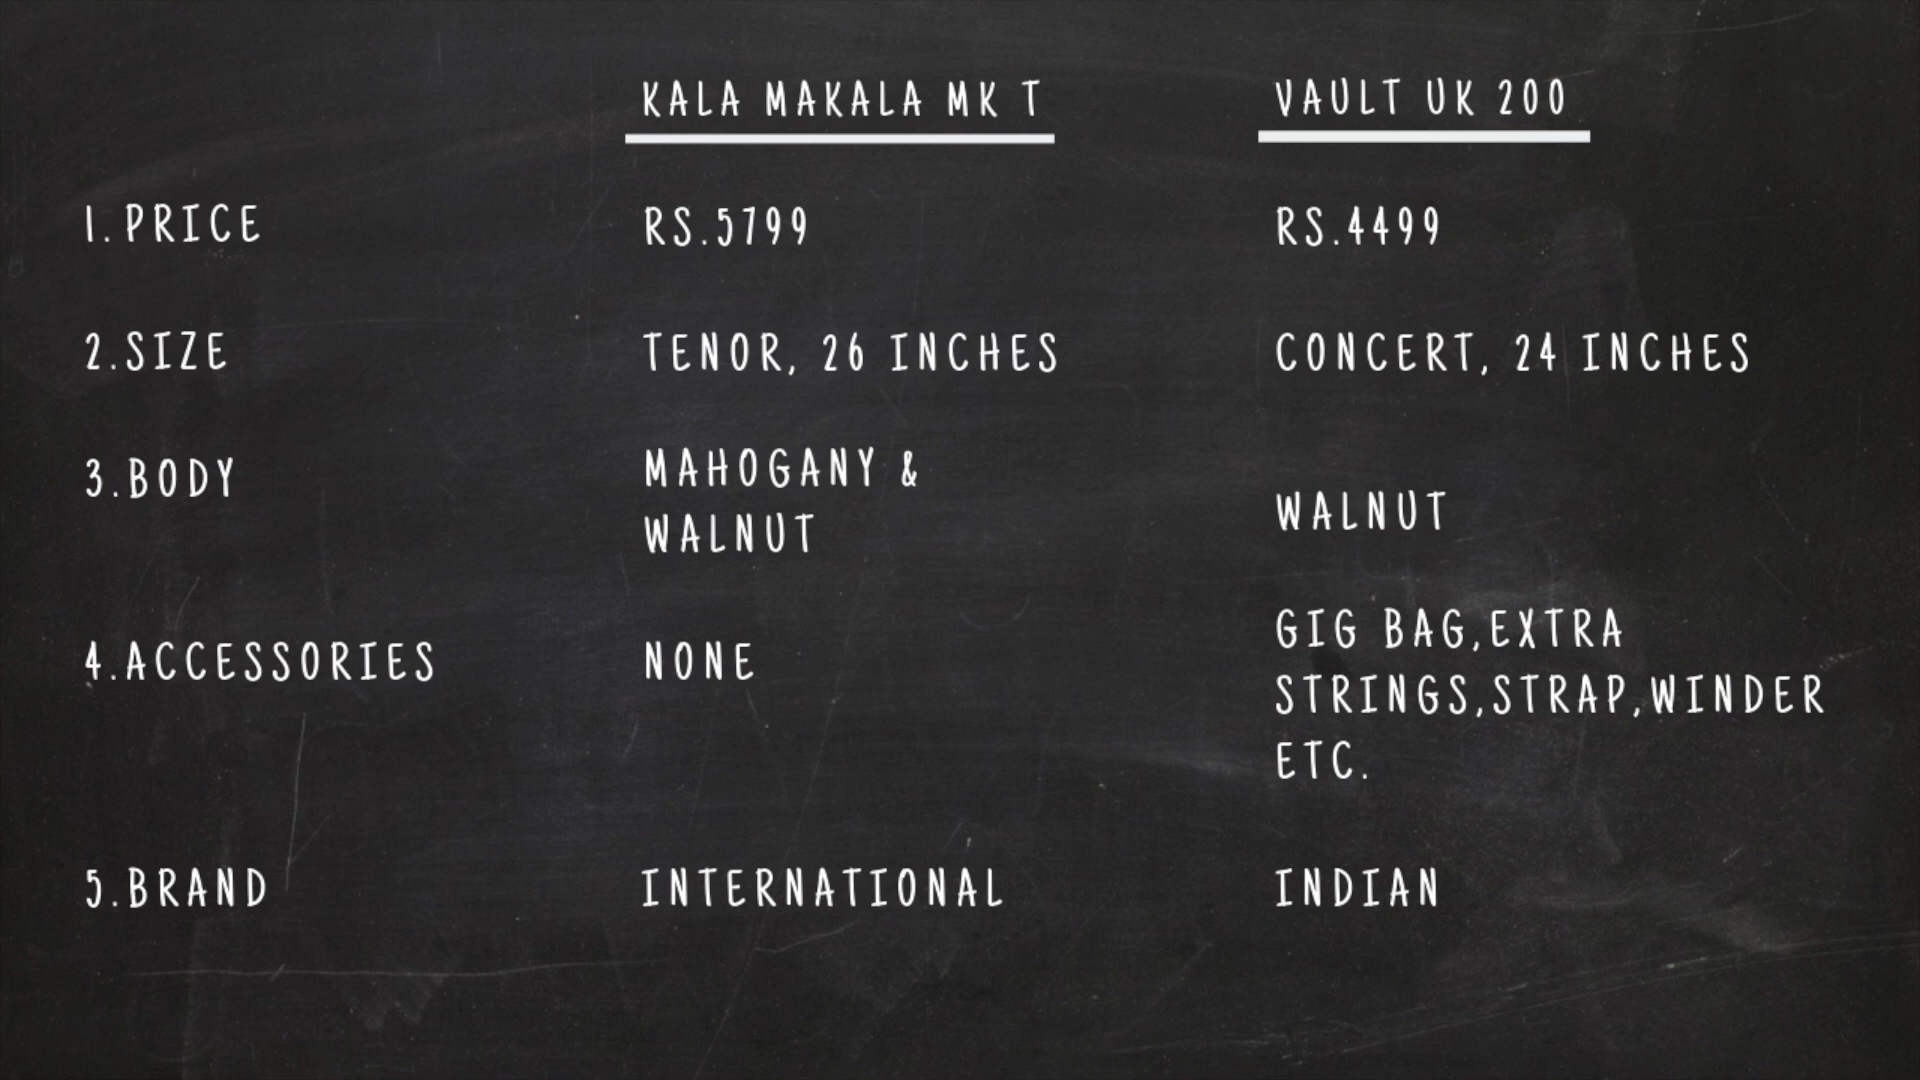 KALA MAKALA MK T VAULT UK 200
1.PRICE RS.5799 RS.4499
2.SIZE TENOR, 26 INCHES CONCERT, 24 INCHES
3.BODY MAHOGANY &
WALNUT
WALNUT
4.ACCESSORIES NONE GIG BAG,EXTRA
STRINGS,STRAP,WINDER
ETC.
5.BRAND INTERNATIONAL INDIAN